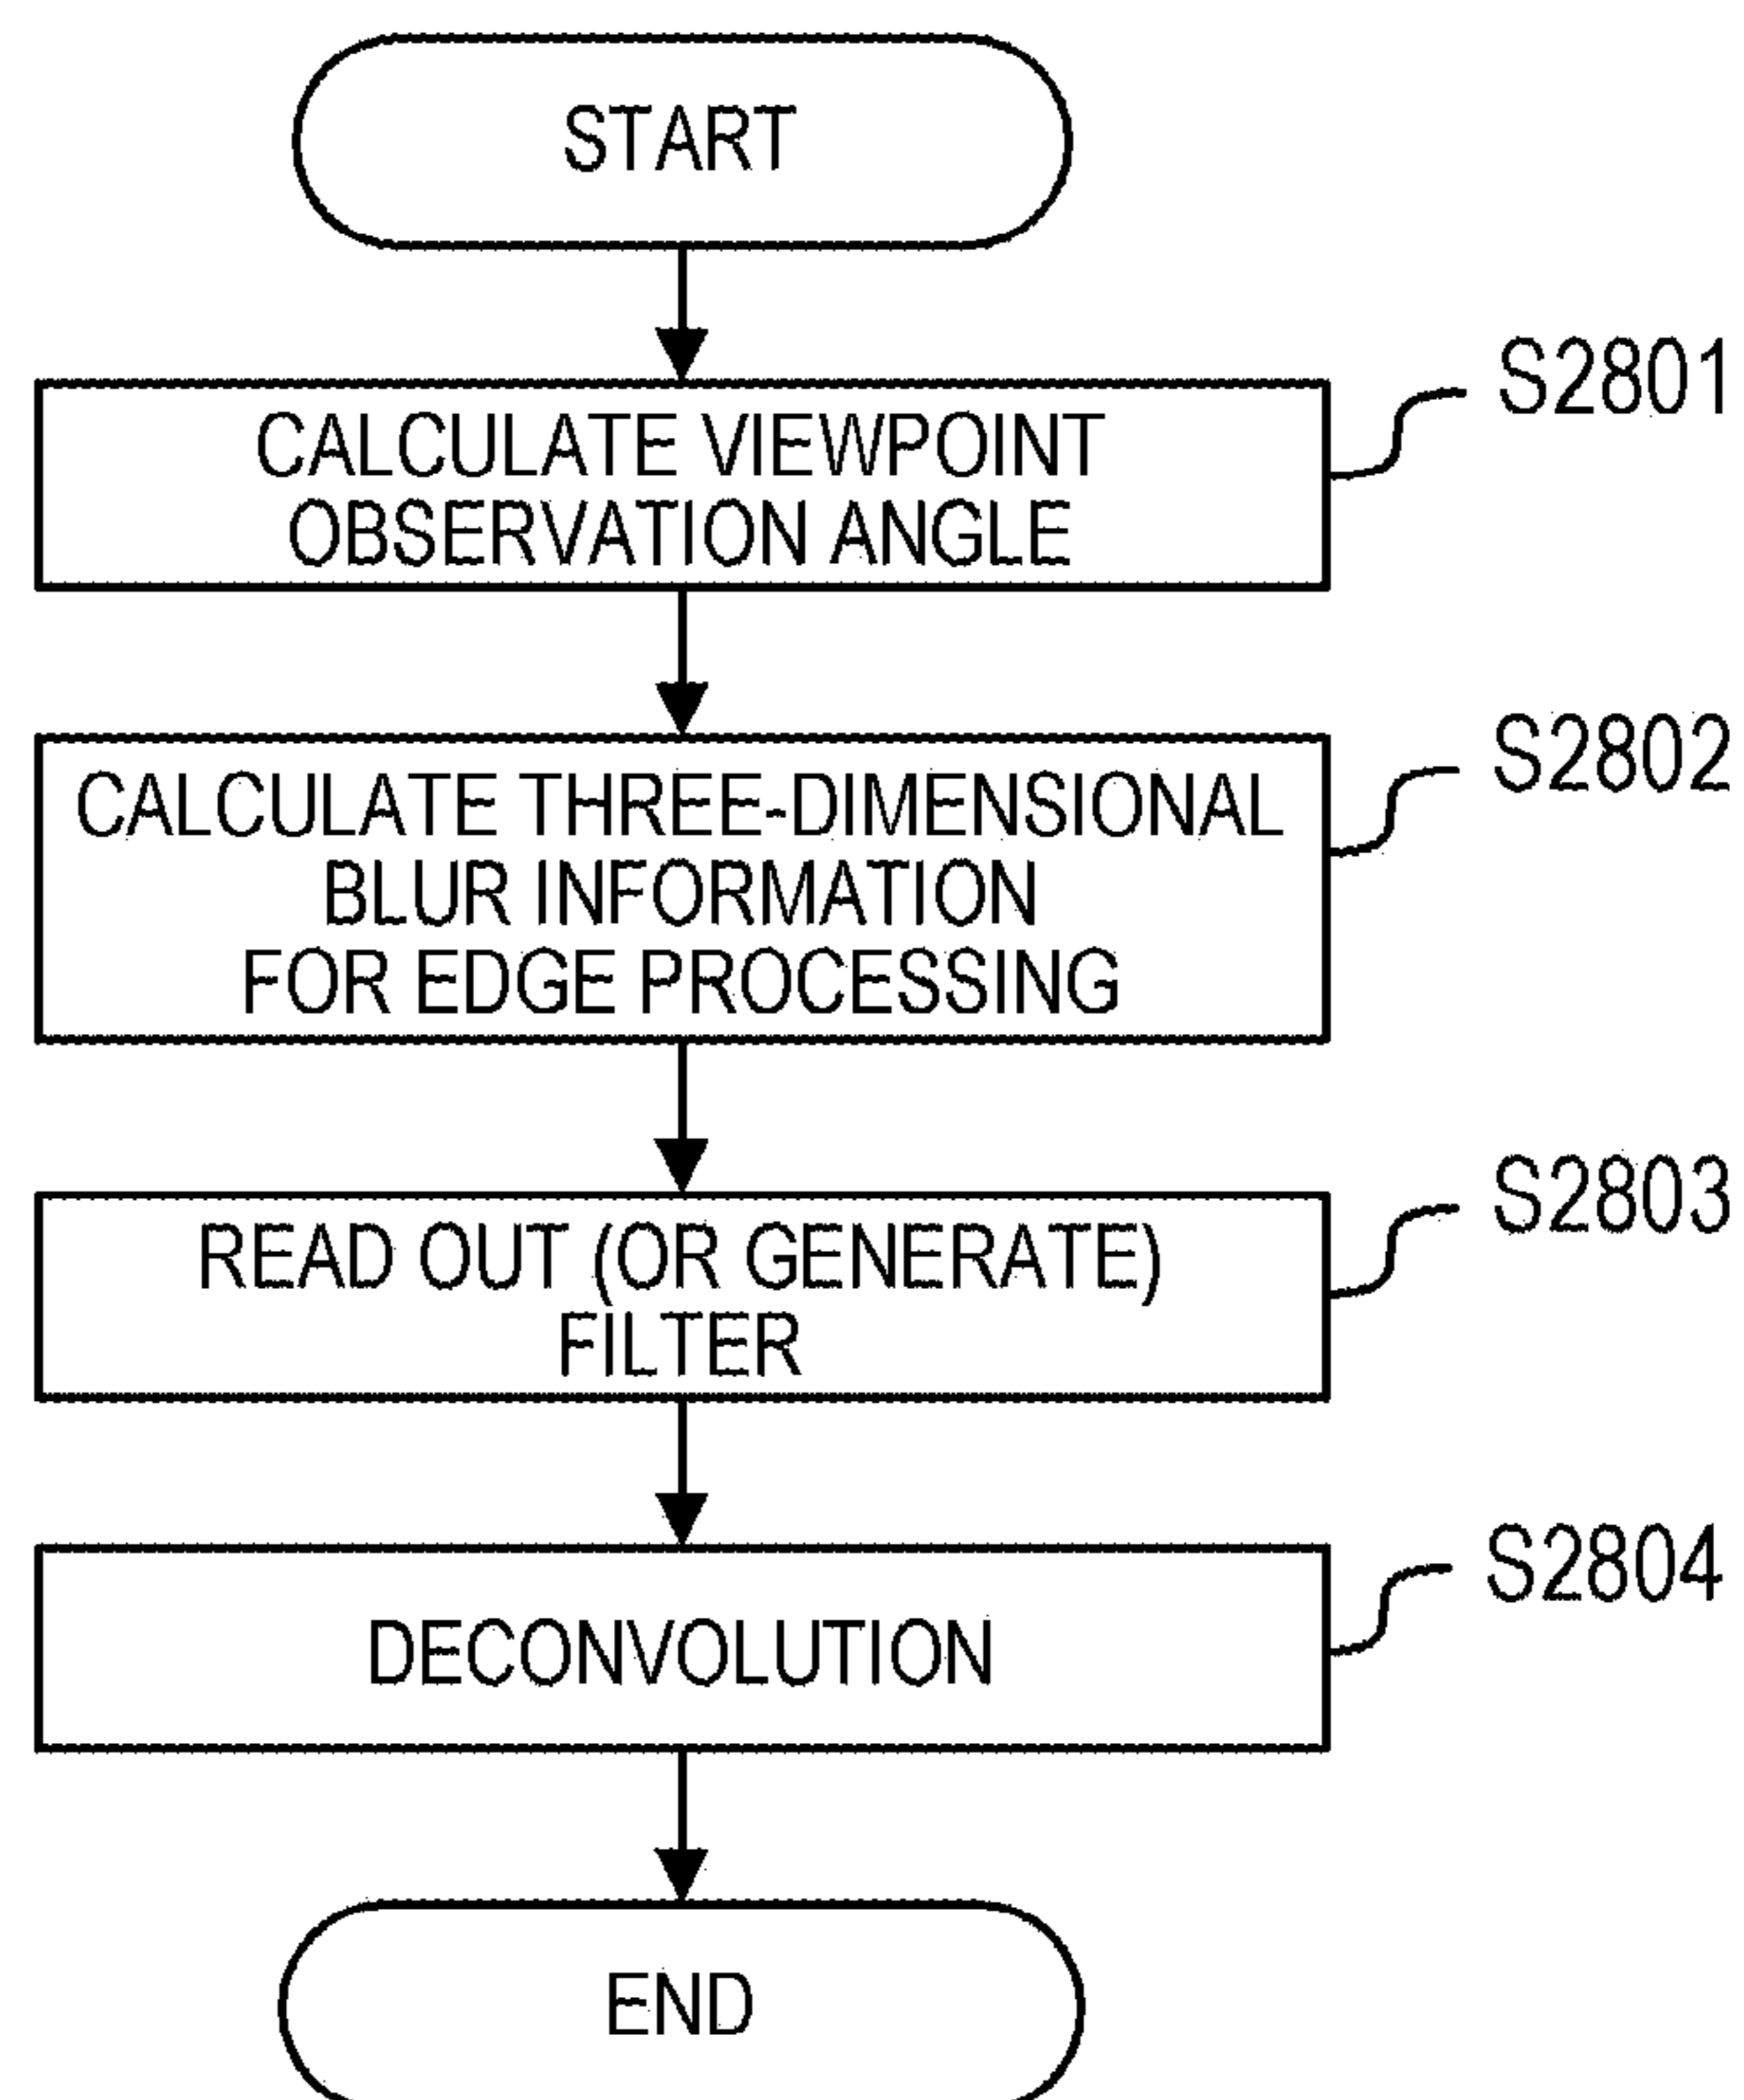 START
S2801
CALCULATE VIEWPOINT
OBSERVATION ANGLE
S2802
CALCULATE THREE-DIMENSIONAL
BLUR INFORMATION
FOR EDGE PROCESSING
S2803
READ OUT (OR GENERATE)
FILTER
S2804
DECONVOLUTION
END